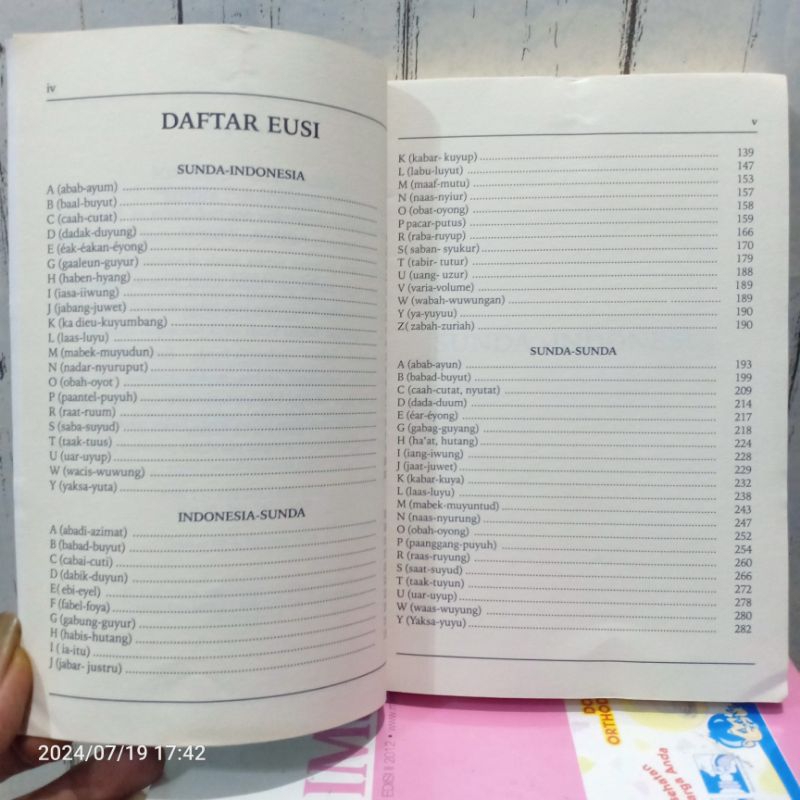 iv
DAFTAR EUSI
SUNDA-INDONESIA
A (abab-ayum)
B (baal-buyut)
C (caah-cutat)
D (dadak-duyung)
E (éak-éakan-éyong)
G (gaaleun-guyur)
H (haben-hyang)
I (iasa-iiwung)
J (jabang-juwet)
K (ka dieu-kuyumbang)
L (laas-luyu)
M (mabek-muyudun)
N (nadar-nyuruput)
O (obah-oyot )
P (paantel-puyuh)
R (raat-ruum)
S (saba-suyud)
T (taak-tuus)
U (uar-uyup)
W (wacis-wuwung)
Y (yaksa-yuta)
INDONESIA-SUNDA
A (abadi-azimat)
B (babad-buyut)
C (cabai-cuti)
D (dabik-duyun)
E( ebi-eyel)
F (fabel-foya)
G (gabung-guyur)
H (habis-hutang)
I ( ia-itu)
J (jabar- justru)
v
K (kabar- kuyup) 139
L (labu-luyut) 147
M (maaf-mutu) 153
N (naas-nyiur) 157
O (obat-oyong) 158
P pacar-putus) 159
R (raba-ruyup) 166
S( saban- syukur) 170
T (tabir- tutur) 179
U (uang- uzur) 188
V (varia-volume) 189
W (wabah-wuwungan) 189
Y (ya-yuyuu) 190
Z( zabah-zuriah) 190
SUNDA-SUNDA
A (abab-ayun) 193
B (babad-buyut) 199
C (caah-cutat, nyutat) 209
D (dada-duum) 214
E (éar-éyong) 217
G (gabag-guyang) 218
H (ha'at, hutang) 224
I (iang-iwung) 228
J (jaat-juwet) 229
K (kabar-kuya) 232
L (laas-luyu) 238
M (mabek-muyuntud) 243
N (naas-nyurung) 247
O (obah-oyong) 252
P (paanggang-puyuh) 254
R (raas-ruyung) 260
S (saat-suyud) 266
T (taak-tuyun) 272
U (uar-uyup) 278
W (waas-wuyung) 280
Y (Yaksa-yuyu) 282
2024/07/19 17:42
IM
EDISI II 2012
ORTHOD
arga Anda